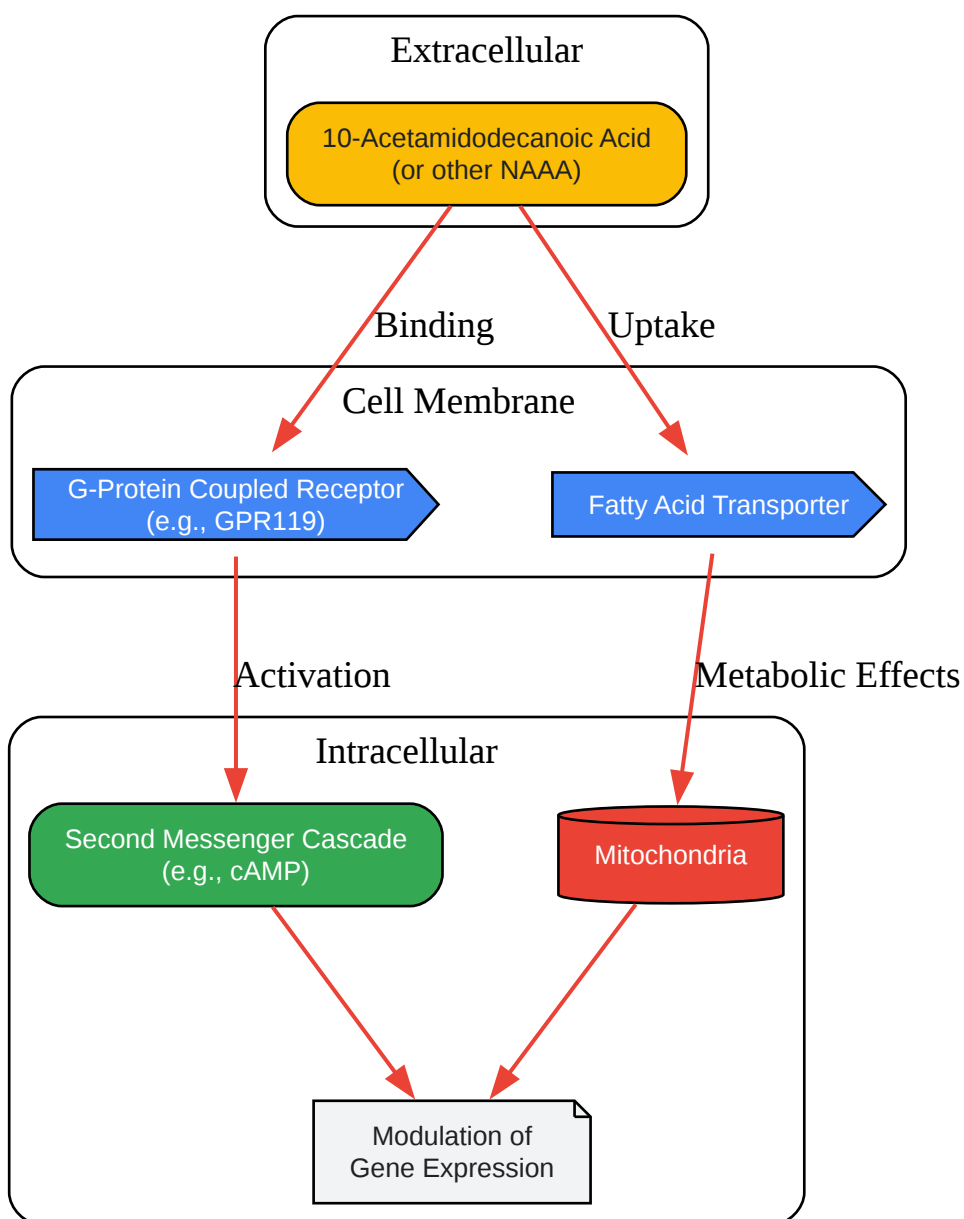 Extracellular
10-Acetamidodecanoic Acid
(or other NAAA)
Binding
Uptake
Cell Membrane
G-Protein Coupled Receptor
(e.g., GPR119)
Fatty Acid Transporter
Activation
Metabolic Effects
Intracellular
Second Messenger Cascade
(e.g., cAMP)
Mitochondria
Modulation of
Gene Expression